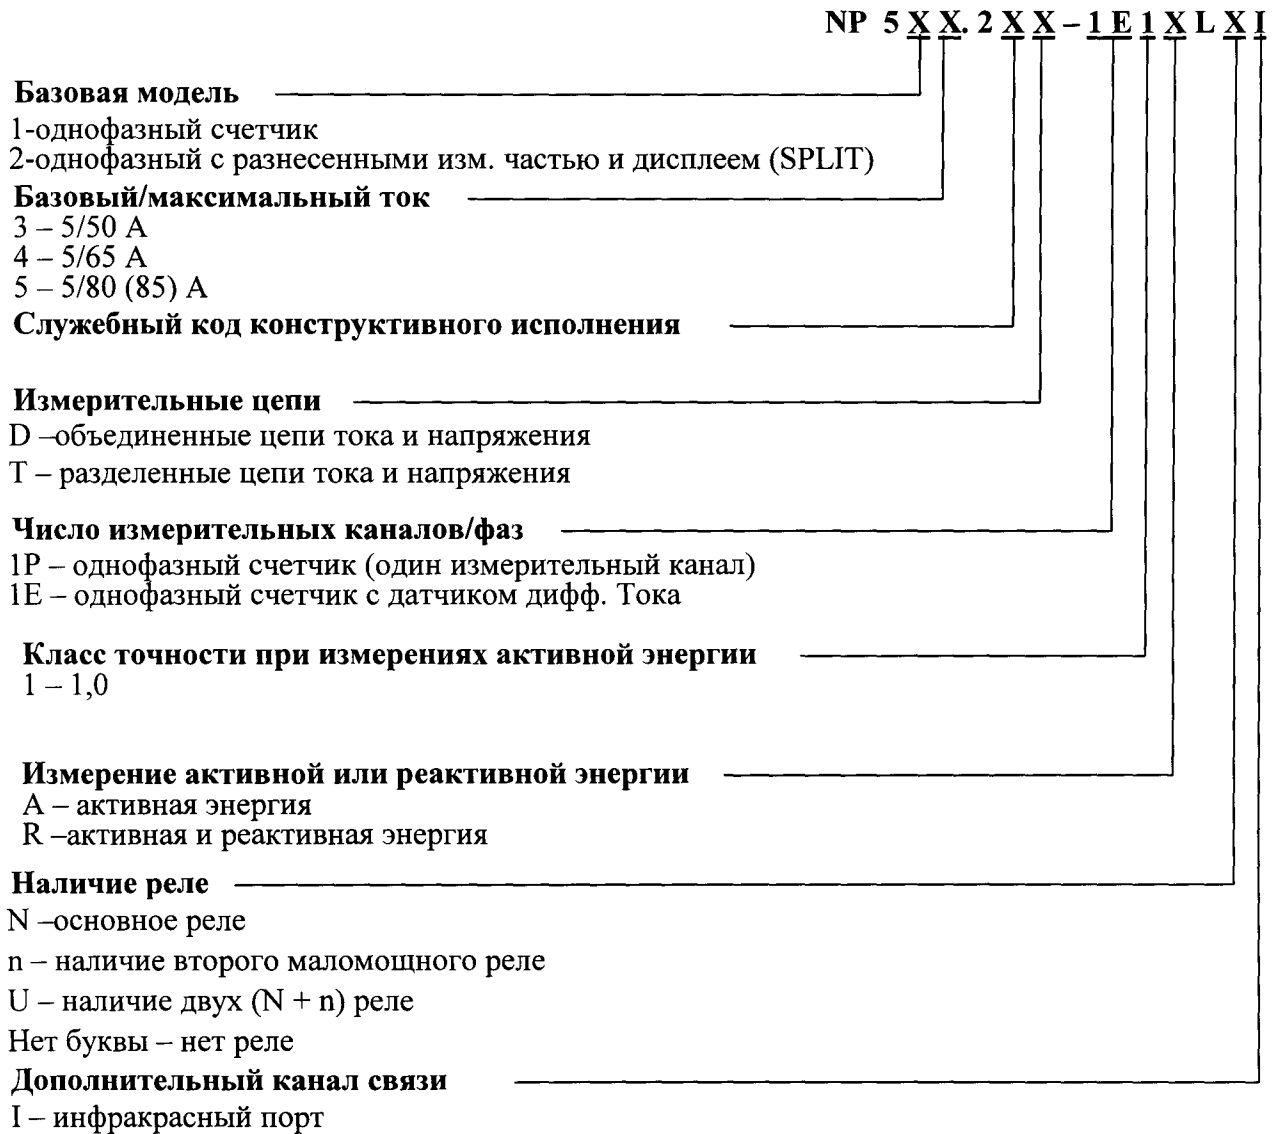 NP 5 X X. 2 X X – 1 E 1 X L X I
Базовая модель
1-однофазный счетчик
2-однофазный с разнесенными изм. частью и дисплеем (SPLIT)
Базовый/максимальный ток
3 – 5/50 А
4 – 5/65 А
5 – 5/80 (85) А
Служебный код конструктивного исполнения
Измерительные цепи
D –объединенные цепи тока и напряжения
T – разделенные цепи тока и напряжения
Число измерительных каналов/фаз
1P – однофазный счетчик (один измерительный канал)
1E – однофазный счетчик с датчиком дифф. Тока
Класс точности при измерениях активной энергии
1 – 1,0
Измерение активной или реактивной энергии
A – активная энергия
R –активная и реактивная энергия
Наличие реле
N –основное реле
n – наличие второго маломощного реле
U – наличие двух (N + n) реле
Нет буквы – нет реле
Дополнительный канал связи
I – инфракрасный порт